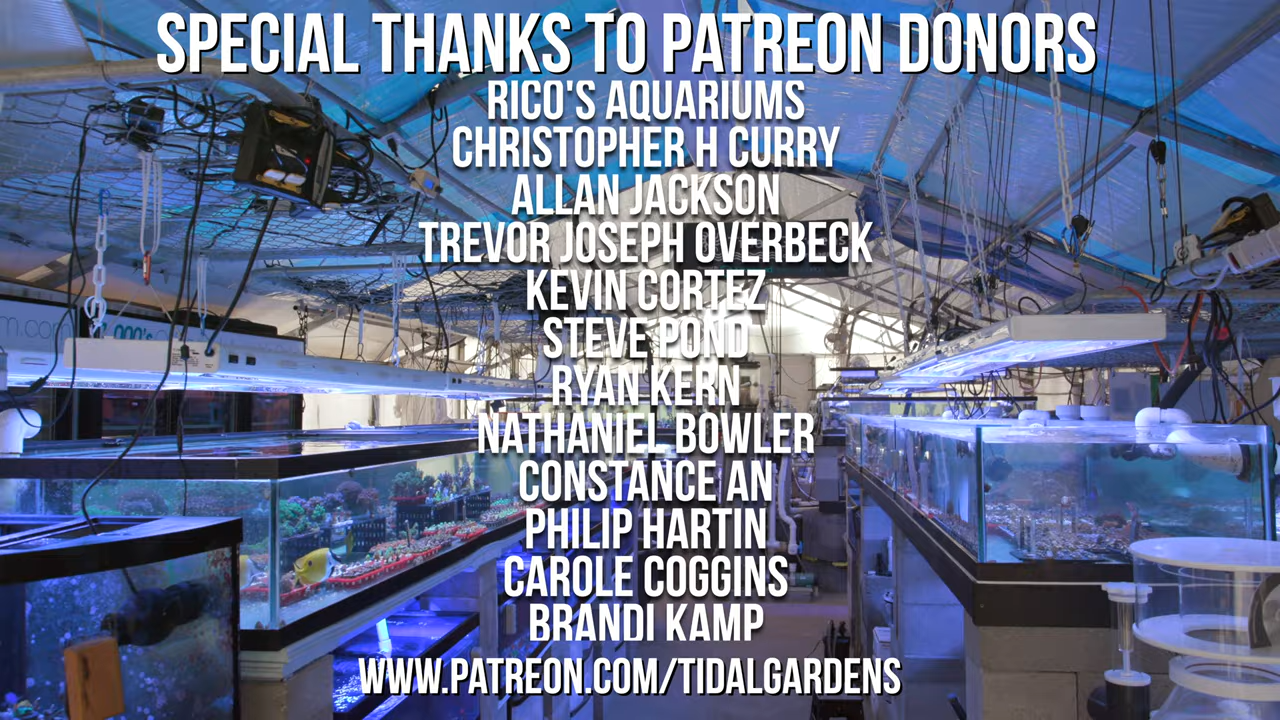 SPECIAL THANKS TO PATREON DONORS
RICO'S AQUARIUMS
CHRISTOPHER H CURRY
ALLAN JACKSON
TREVOR JOSEPH OVERBECK
KEVIN CORTEZ
STEVE POND
RYAN KERN
NATHANIEL BOWLER
CONSTANCE AN
PHILIP HARTIN
CAROLE COGGINS
BRANDI KAMP
WWW.PATREON.COM/TIDALGARDENS